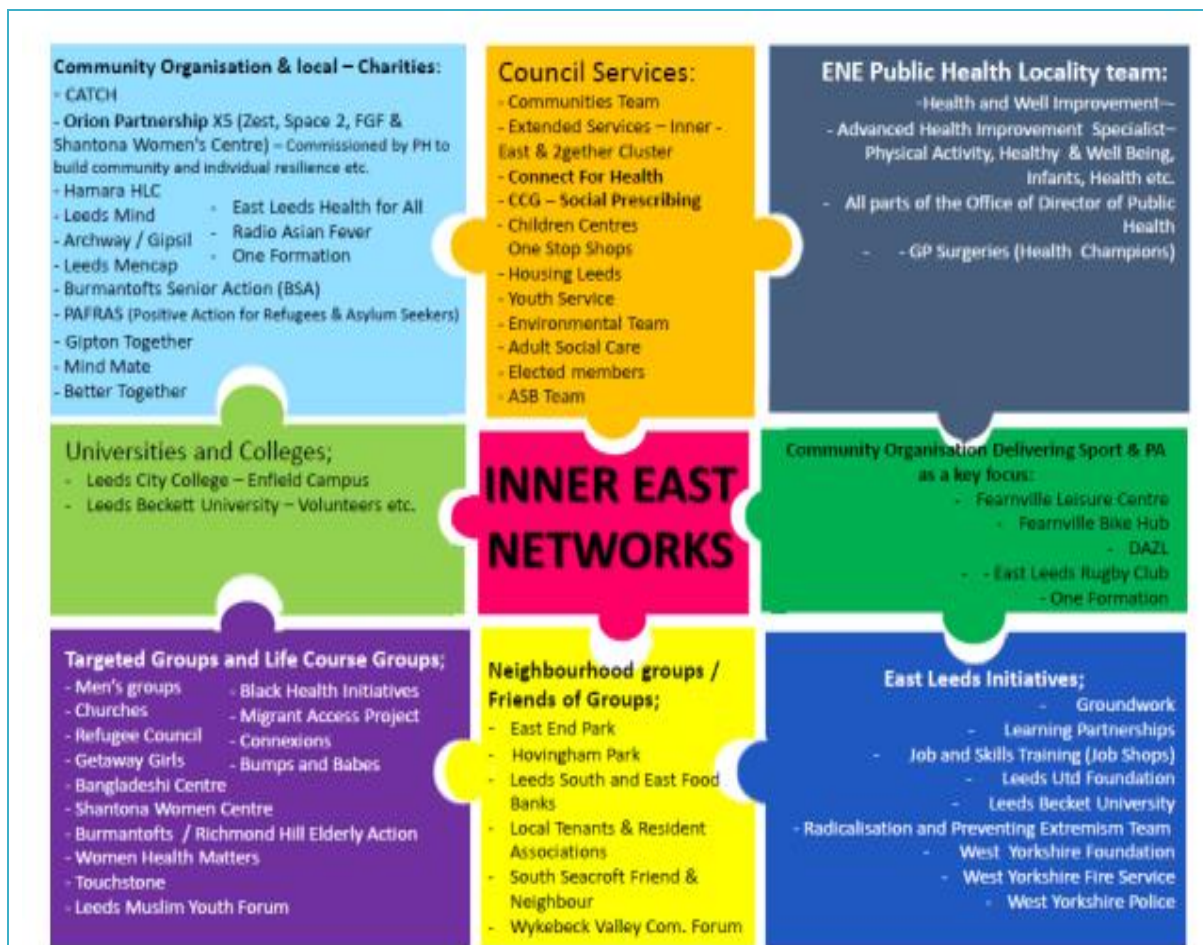 Community Organisation & local – Charities:
- CATCH
- Orion Partnership X5 (Zest, Space 2, FGF &
Shantona Women's Centre) – Commissioned by PH to
build community and individual resilience etc.
- Hamara HLC
- Leeds Mind
- Archway / Gipsil
- Leeds Mencap
- East Leeds Health for All
- Radio Asian Fever
- One Formation
- Burmantofts Senior Action (BSA)
- PAFRAS (Positive Action for Refugees & Asylum Seekers)
- Gipton Together
- Mind Mate
- Better Together
Council Services:
- Communities Team
- Extended Services – Inner -
East & 2gether Cluster
- Connect For Health
- CCG – Social Prescribing
- Children Centres
One Stop Shops
- Housing Leeds
- Youth Service
- Environmental Team
- Adult Social Care
- Elected members
- ASB Team
ENE Public Health Locality team:
-Health and Well Improvement–-
- Advanced Health Improvement Specialist–
Physical Activity, Healthy & Well Being,
Infants, Health etc.
- All parts of the Office of Director of Public
Health
- - GP Surgeries (Health Champions)
Universities and Colleges;
- Leeds City College – Enfield Campus
- Leeds Beckett University – Volunteers etc.
INNER EAST
NETWORKS
Community Organisation Delivering Sport & PA
as a key focus:
- Fearnville Leisure Centre
- Fearnville Bike Hub
- DAZL
- - East Leeds Rugby Club
- One Formation
Targeted Groups and Life Course Groups;
- Men's groups
- Churches
- Refugee Council
- Getaway Girls
- Black Health Initiatives
- Migrant Access Project
- Connexions
- Bumps and Babes
- Bangladeshi Centre
- Shantona Women Centre
- Burmantofts / Richmond Hill Elderly Action
- Women Health Matters
- Touchstone
- Leeds Muslim Youth Forum
Neighbourhood groups /
Friends of Groups;
- East End Park
- Hovingham Park
- Leeds South and East Food
Banks
- Local Tenants & Resident
Associations
- South Seacroft Friend &
Neighbour
- Wykebeck Valley Com. Forum
East Leeds Initiatives;
- Groundwork
- Learning Partnerships
- Job and Skills Training (Job Shops)
- Leeds Utd Foundation
- Leeds Becket University
- Radicalisation and Preventing Extremism Team
- West Yorkshire Foundation
- West Yorkshire Fire Service
- West Yorkshire Police